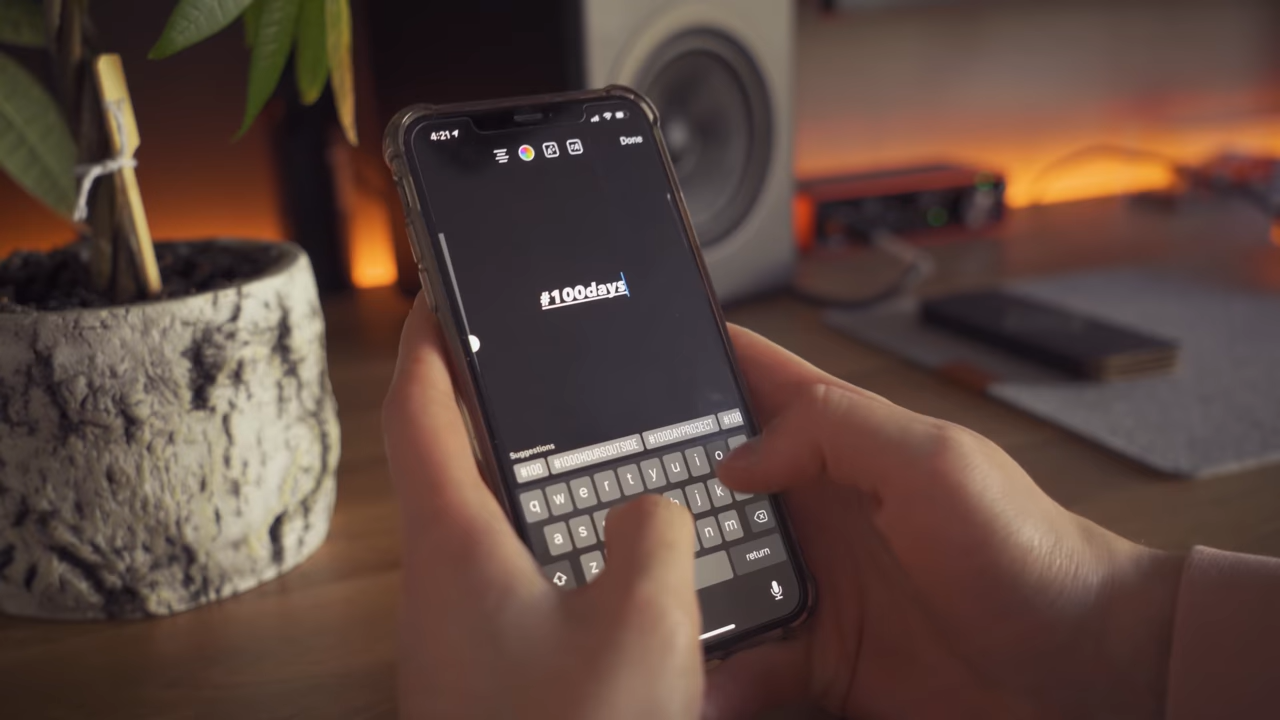 4:21
Done
#100days
Suggestions
#100 #1000HOURSOUTSIDE #100DAYPROJECT #100
q w e r t y u i o
a s h j k
z n m
return